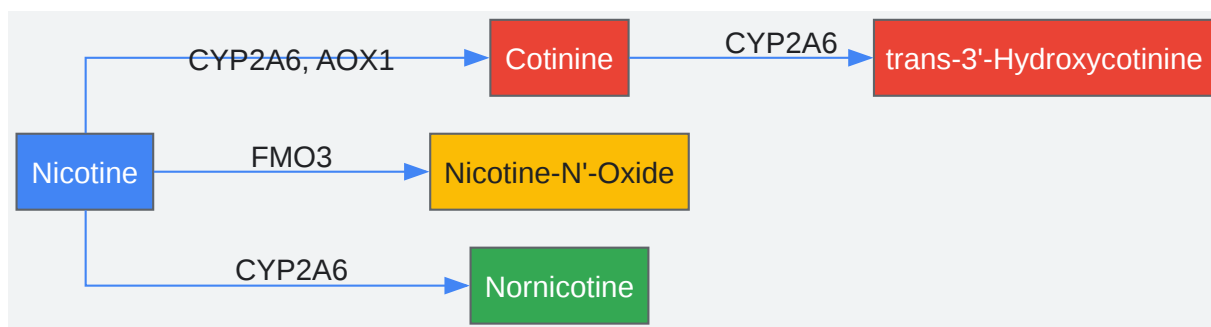 CYP2A6, AOX1
Cotinine
CYP2A6
trans-3'-Hydroxycotinine
Nicotine
FMO3
Nicotine-N'-Oxide
CYP2A6
Nornicotine